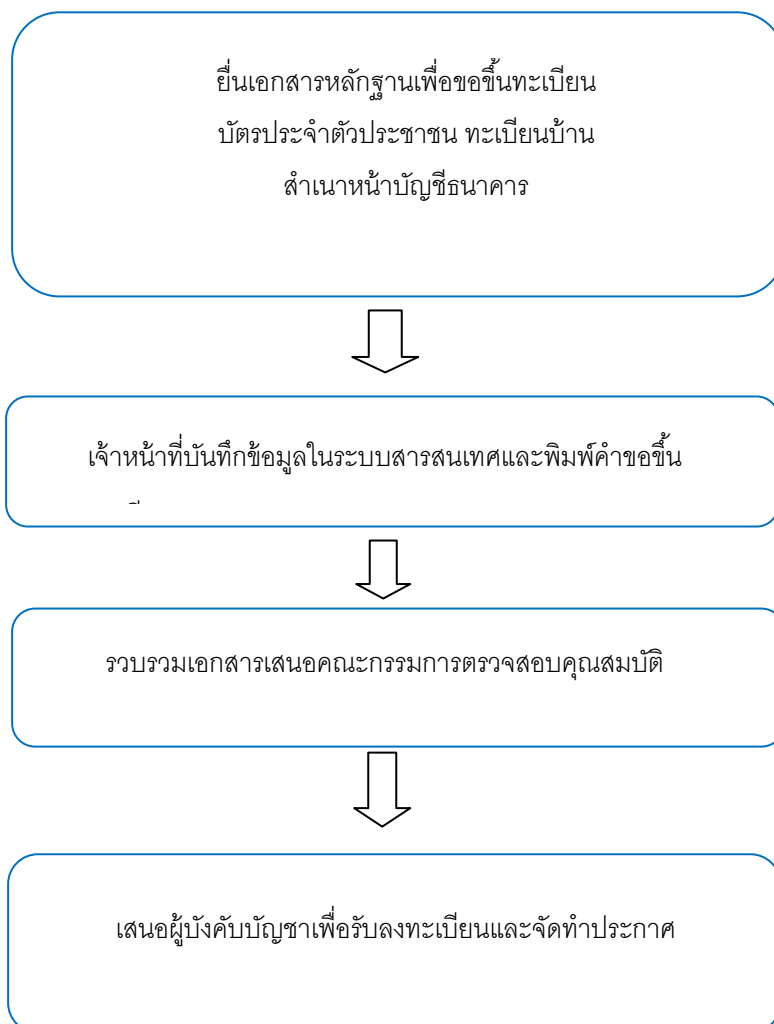 ยื่นเอกสารหลักฐานเพื่อขอขึ้นทะเบียน
บัตรประจำตัวประชาชน ทะเบียนบ้าน
สำเนาหน้าบัญชีธนาคาร
เจ้าหน้าที่บันทึกข้อมูลในระบบสารสนเทศและพิมพ์คำขอขึ้น
รวบรวมเอกสารเสนอคณะกรรมการตรวจสอบคุณสมบัติ
เสนอผู้บังคับบัญชาเพื่อรับลงทะเบียนและจัดทำประกาศ